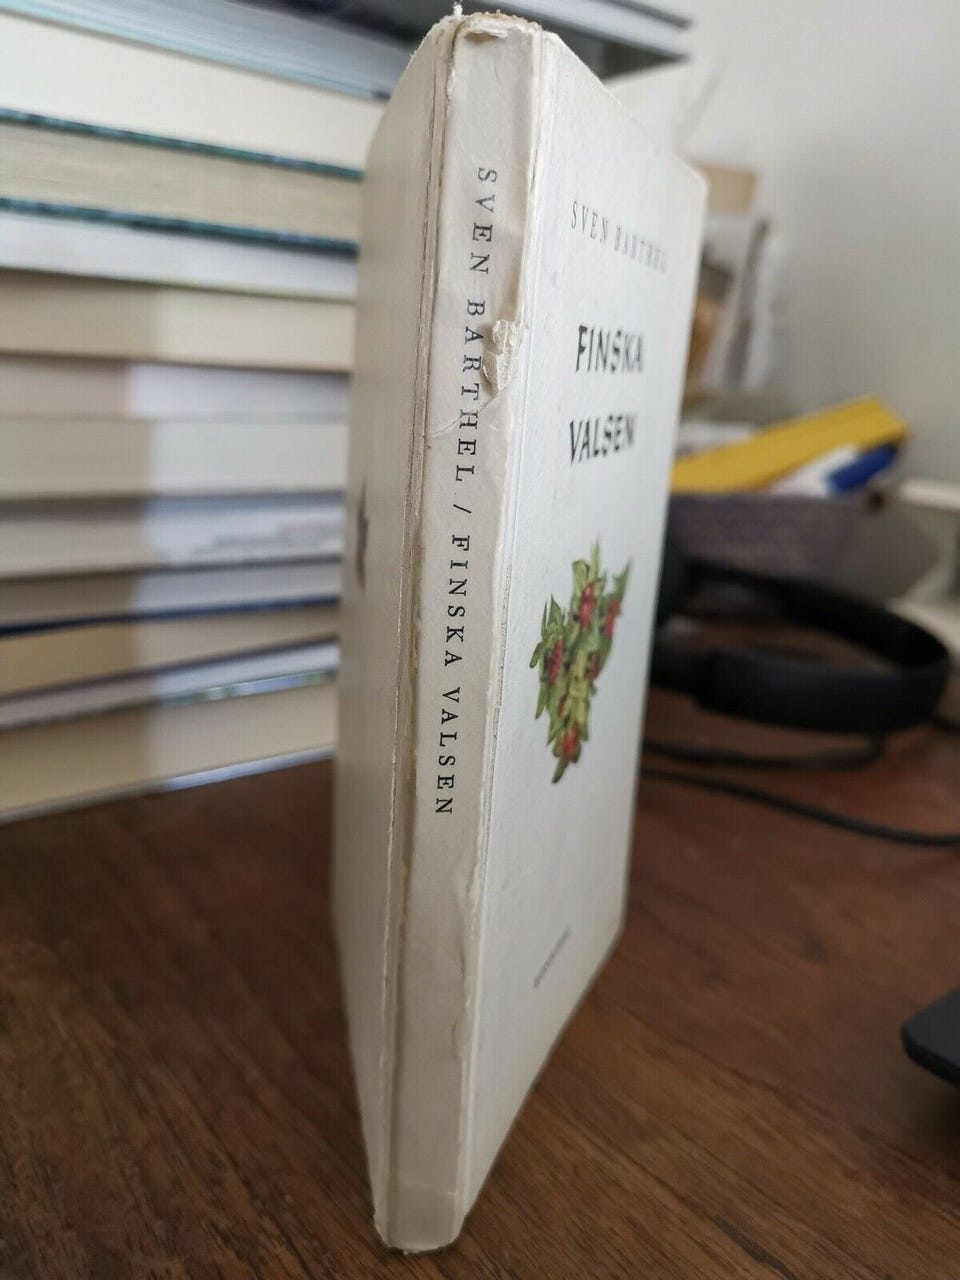 SVEN BARTHEL / FINSKA VALSEN
SVEN BARTHEL
FINSKA
VALSEN